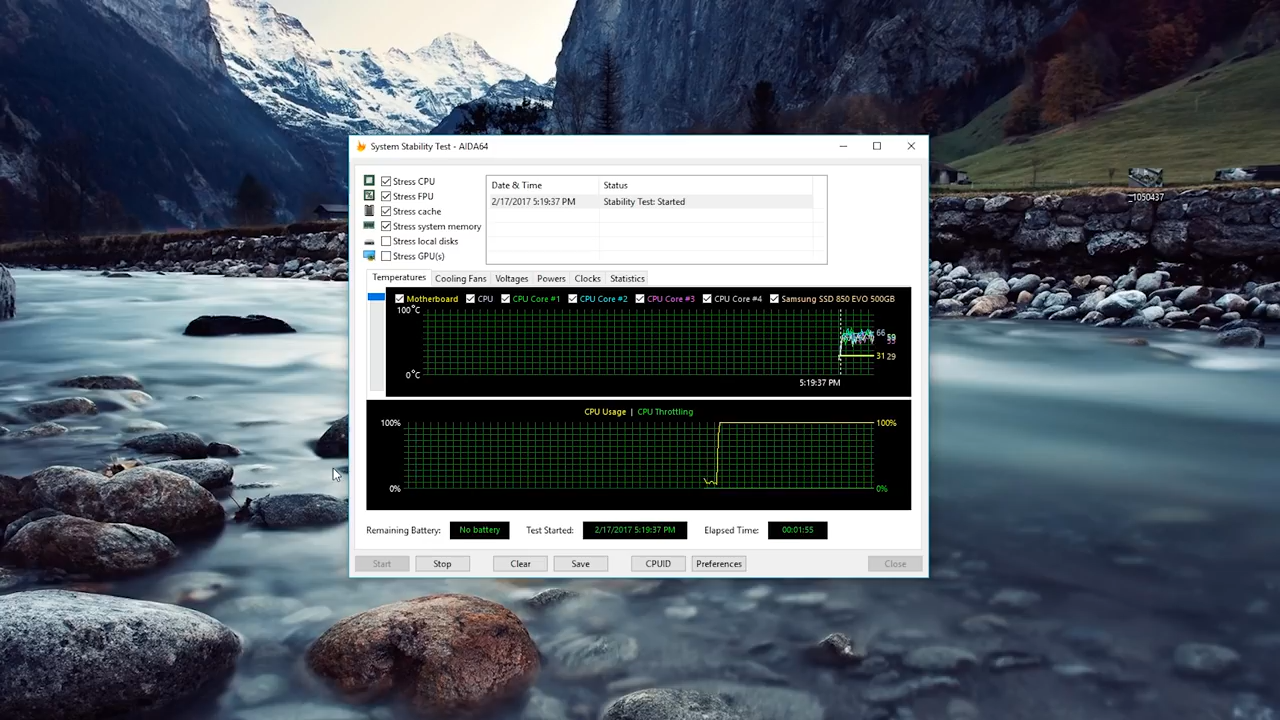 System Stability Test - AIDA64
Stress CPU
Stress FPU
Stress cache
Stress system memory
Stress local disks
Stress GPU(s)
Date & Time Status
2/17/2017 5:19:37 PM Stability Test: Started
Temperatures Cooling Fans Voltages Powers Clocks Statistics
Motherboard CPU CPU Core #1 CPU Core #2 CPU Core #3 CPU Core #4 Samsung SSD 850 EVO 500GB
100°C
66
31 29
0°C
5:19:37 PM
CPU Usage | CPU Throttling
100% 100%
0% 0%
Remaining Battery: No battery Test Started: 2/17/2017 5:19:37 PM Elapsed Time: 00:01:55
Start Stop Clear Save CPUID Preferences Close
_1050437